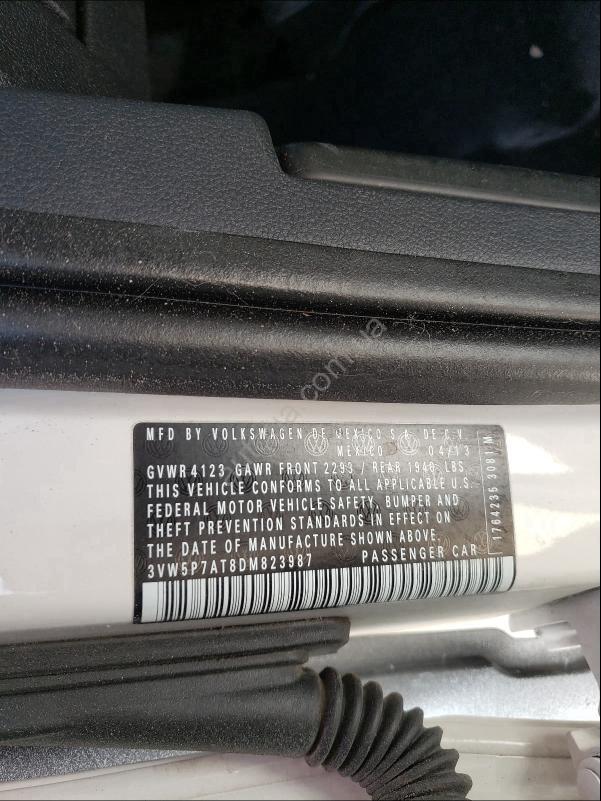 MFD BY VOLKSWAGEN DE MEXICO S.A. DE C.V.
MEXICO 04/13
GVWR 4123 GAWR FRONT 2293 / REAR 1940 LBS.
THIS VEHICLE CONFORMS TO ALL APPLICABLE U.S.
FEDERAL MOTOR VEHICLE SAFETY, BUMPER AND
THEFT PREVENTION STANDARDS IN EFFECT ON
THE DATE OF MANUFACTURE SHOWN ABOVE.
3VW5P7AT8DM823987 PASSENGER CAR
1764235 3081 M